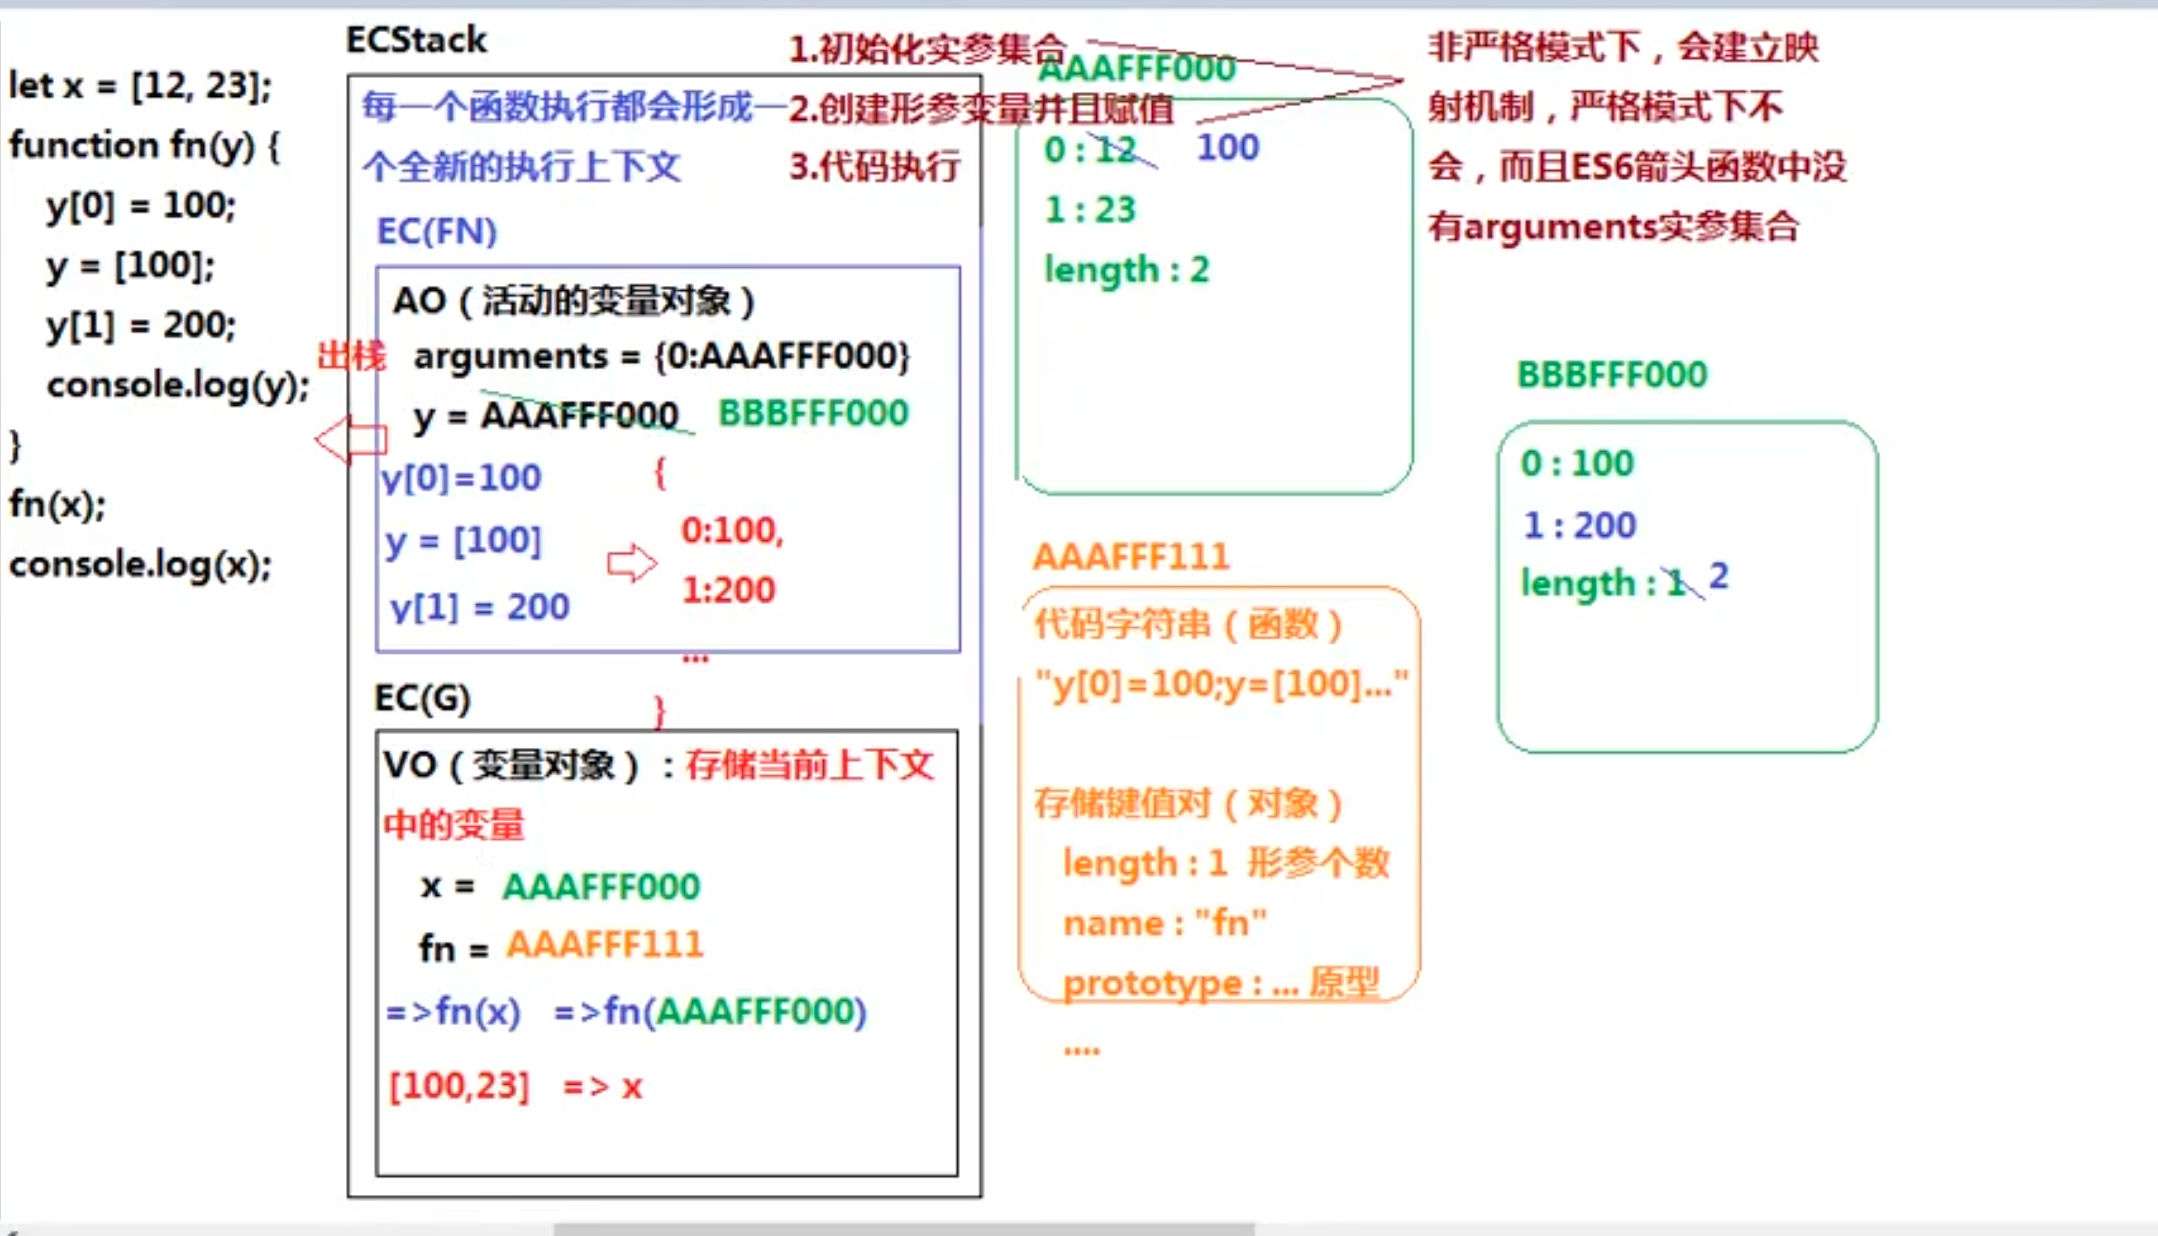 let x = [12, 23];
function fn(y) {
y[0] = 100;
y = [100];
y[1] = 200;
console.log(y);
}
fn(x);
console.log(x);
ECStack
每一个函数执行都会形成一
个全新的执行上下文
1.初始化实参集合
2.创建形参变量并且赋值
3.代码执行
EC(FN)
AO（活动的变量对象）
arguments = {0:AAAFFF000}
出栈
y = AAAFFF000 BBBFFF000
y[0]=100
y = [100]
y[1] = 200
{
0:100,
1:200
...
}
EC(G)
VO（变量对象）: 存储当前上下文
中的变量
x = AAAFFF000
fn = AAAFFF111
=>fn(x) =>fn(AAAFFF000)
[100,23] => x
AAAFFF000
0 : 12 100
1 : 23
length : 2
非严格模式下，会建立映
射机制，严格模式下不
会，而且ES6箭头函数中没
有arguments实参集合
AAAFFF111
代码字符串（函数）
"y[0]=100;y=[100]..."
存储键值对（对象）
length : 1 形参个数
name : "fn"
prototype : ... 原型
....
BBBFFF000
0 : 100
1 : 200
length : 1 2